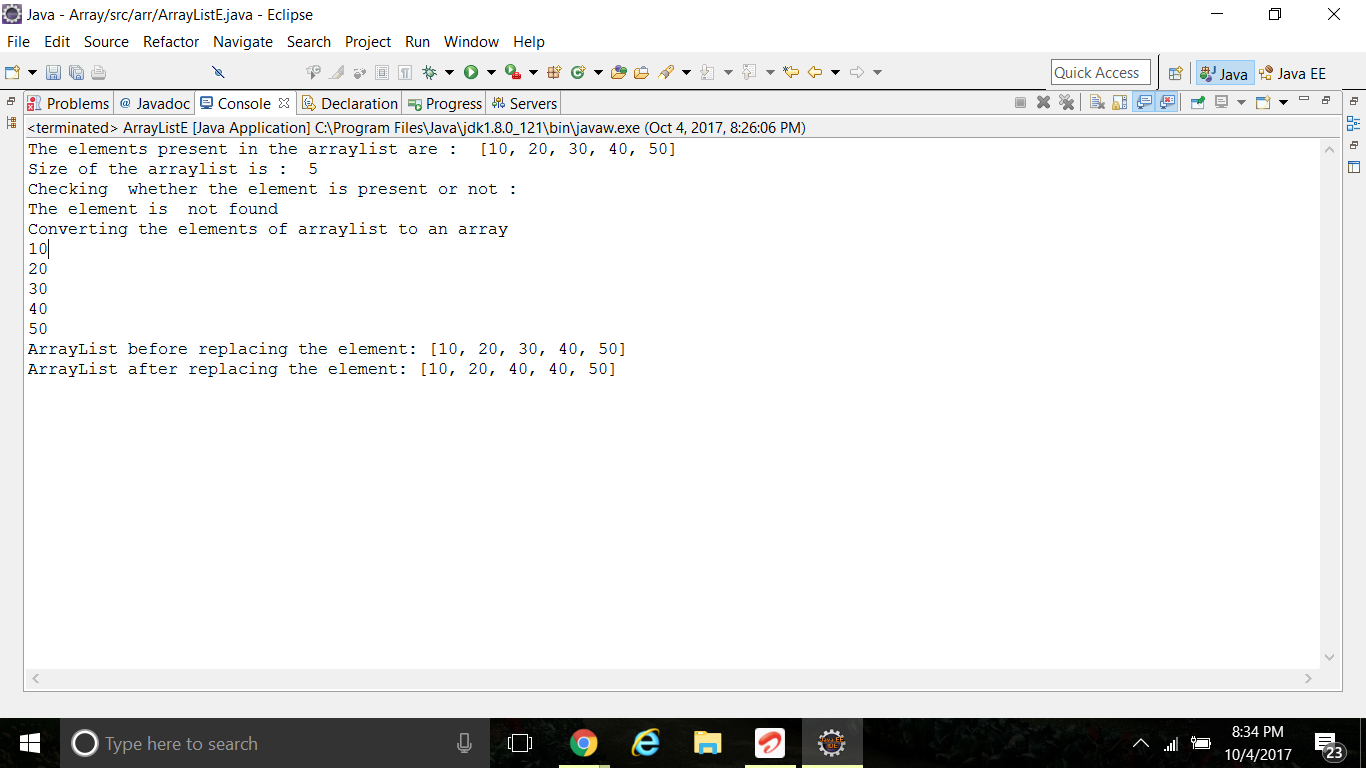 Java - Array/src/arr/ArrayListE.java - Eclipse
File Edit Source Refactor Navigate Search Project Run Window Help
Quick Access Java Java EE
Problems @ Javadoc Console Declaration Progress Servers
<terminated> ArrayListE [Java Application] C:\Program Files\Java\jdk1.8.0_121\bin\javaw.exe (Oct 4, 2017, 8:26:06 PM)
The elements present in the arraylist are :  [10, 20, 30, 40, 50]
Size of the arraylist is :  5
Checking  whether the element is present or not :
The element is  not found
Converting the elements of arraylist to an array
10
20
30
40
50
ArrayList before replacing the element: [10, 20, 30, 40, 50]
ArrayList after replacing the element: [10, 20, 40, 40, 50]
Type here to search
8:34 PM
10/4/2017
23